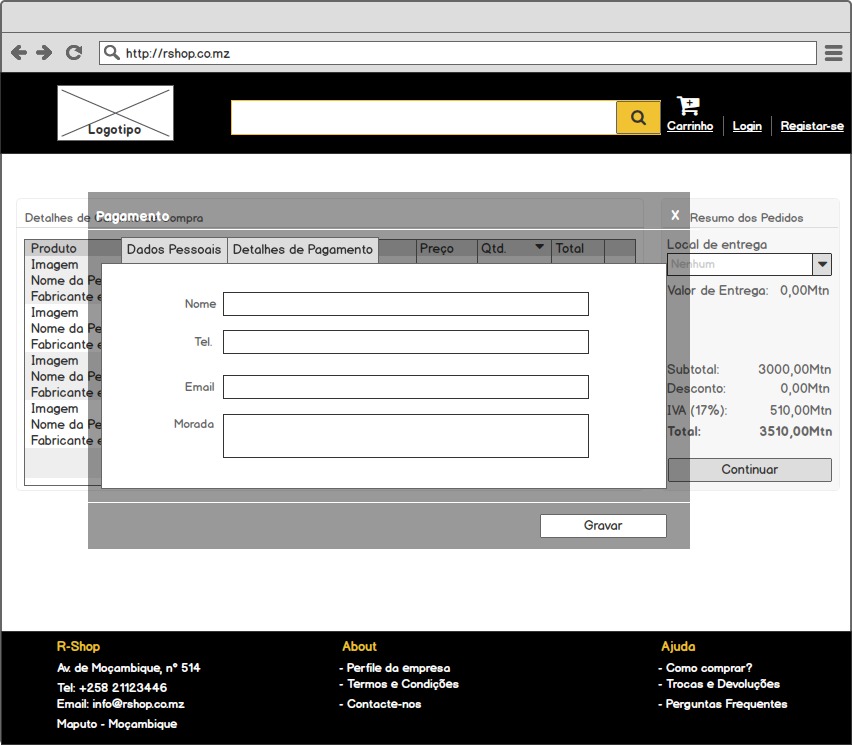 http://rshop.co.mz
Logotipo
Carrinho
Login
Registar-se
Detalhes de
Compra
Pagamento
X
Resumo dos Pedidos
Produto
Dados Pessoais
Detalhes de Pagamento
Preço
Qtd.
Total
Local de entrega
Nenhum
Imagem
Nome da Pe
Fabricante e
Imagem
Nome da Pe
Fabricante e
Imagem
Nome da Pe
Fabricante e
Imagem
Nome da Pe
Fabricante e
Valor de Entrega: 0,00Mtn
Nome
Tel.
Email
Morada
Subtotal: 3000,00Mtn
Desconto: 0,00Mtn
IVA (17%): 510,00Mtn
Total: 3510,00Mtn
Continuar
Gravar
R-Shop
Av. de Moçambique, nº 514
Tel: +258 21123446
Email: info@rshop.co.mz
Maputo - Moçambique
About
- Perfile da empresa
- Termos e Condições
- Contacte-nos
Ajuda
- Como comprar?
- Trocas e Devoluções
- Perguntas Frequentes